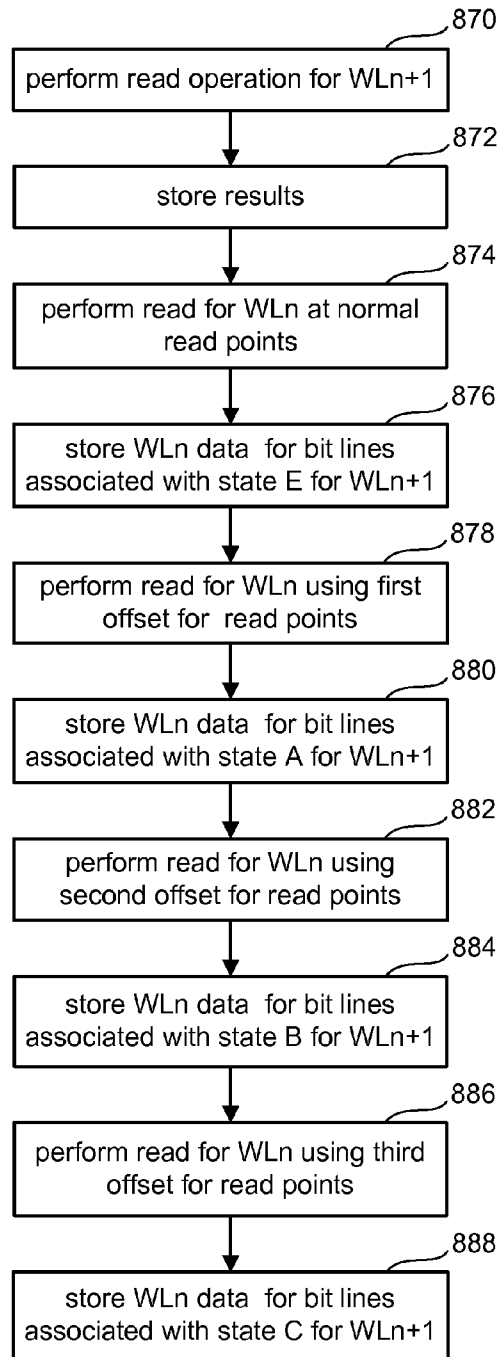 870
perform read operation for WLn+1
872
store results
874
perform read for WLn at normal
read points
876
store WLn data for bit lines
associated with state E for WLn+1
878
perform read for WLn using first
offset for read points
880
store WLn data for bit lines
associated with state A for WLn+1
882
perform read for WLn using
second offset for read points
884
store WLn data for bit lines
associated with state B for WLn+1
886
perform read for WLn using third
offset for read points
888
store WLn data for bit lines
associated with state C for WLn+1